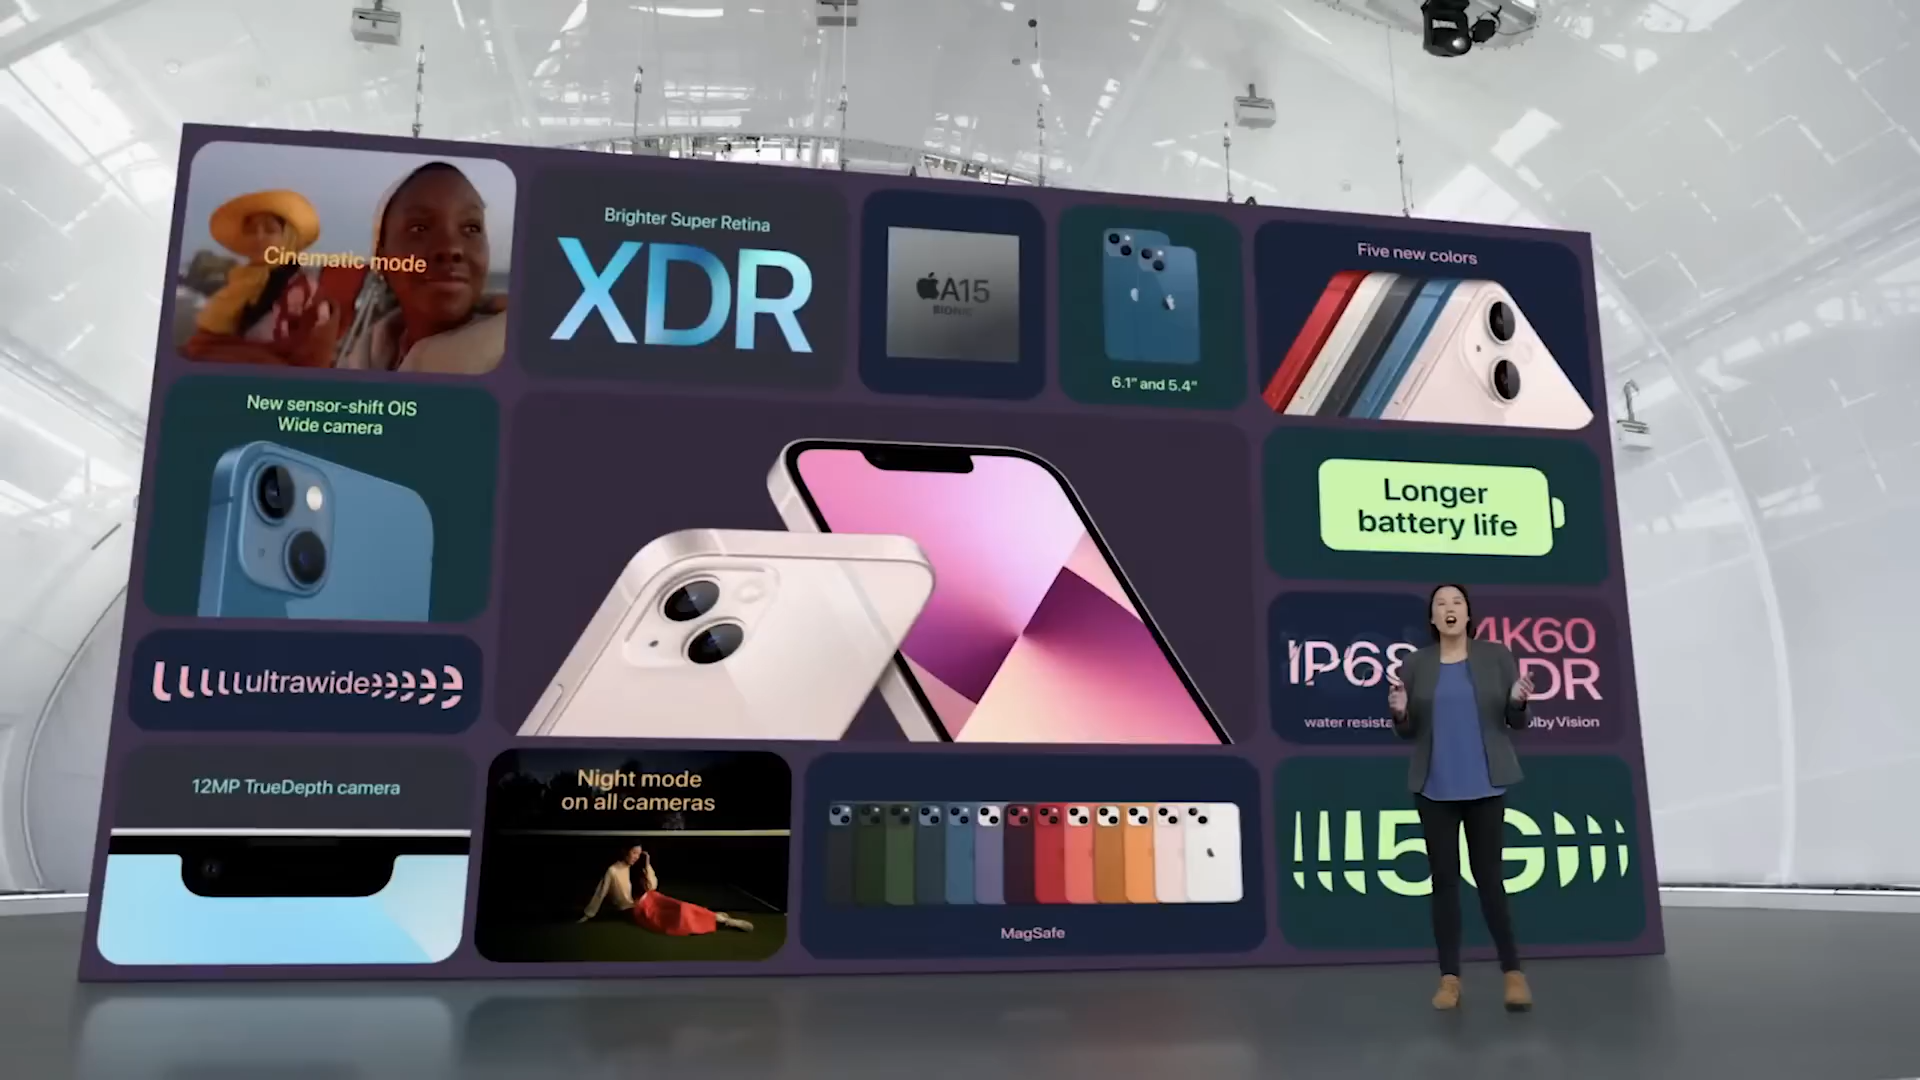 Cinematic mode
Brighter Super Retina
XDR
A15
BIONIC
6.1" and 5.4"
Five new colors
New sensor-shift OIS
Wide camera
Longer
battery life
ultrawide
IP68
water resista
4K60
DR
olby Vision
12MP TrueDepth camera
Night mode
on all cameras
MagSafe
5G